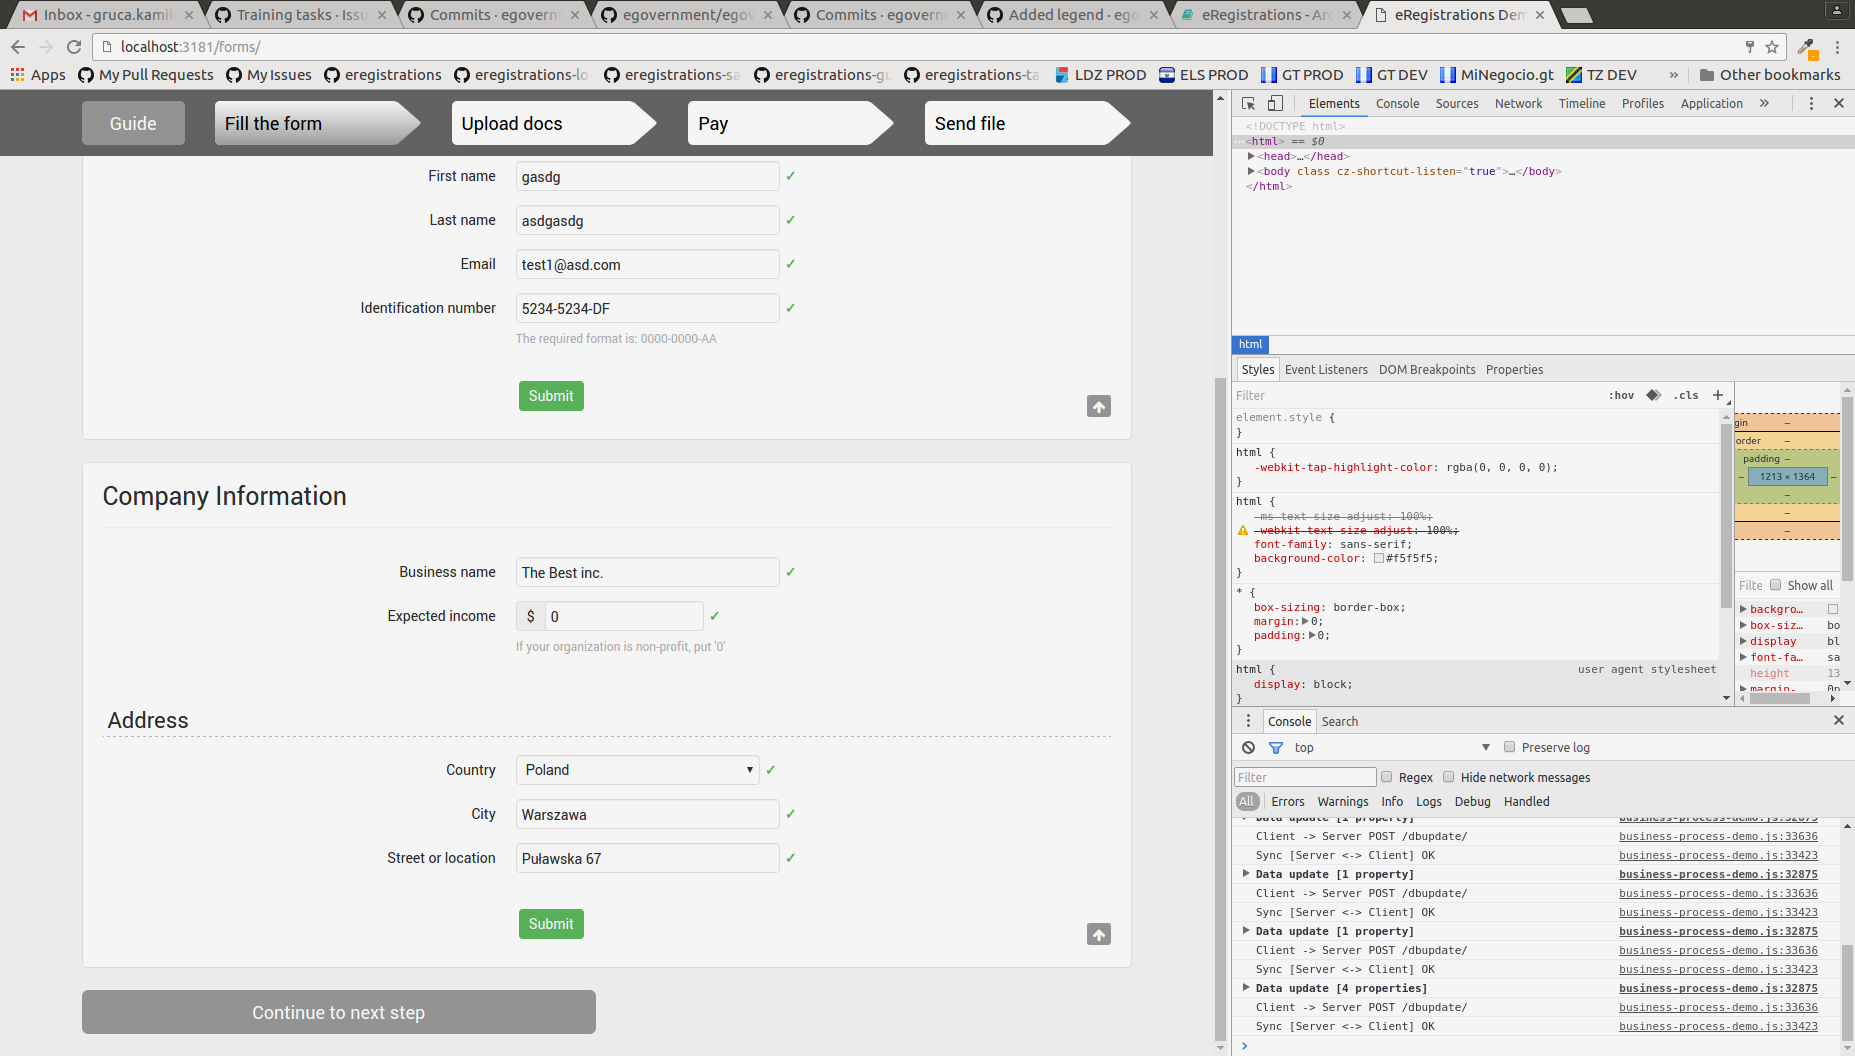 Inbox - gruca.kamil
Training tasks · Issu
Commits · egovernm
egovernment/egov
Commits · egovernm
Added legend · ego
eRegistrations - Arc
eRegistrations Dem
localhost:3181/forms/
Apps My Pull Requests My Issues eregistrations eregistrations-lo eregistrations-sa eregistrations-gu eregistrations-ta LDZ PROD ELS PROD GT PROD GT DEV MiNegocio.gt TZ DEV » Other bookmarks
Guide
Fill the form
Upload docs
Pay
Send file
First name gasdg ✓
Last name asdgasdg ✓
Email test1@asd.com ✓
Identification number 5234-5234-DF ✓
The required format is: 0000-0000-AA
Submit
Company Information
Business name The Best inc. ✓
Expected income $ 0 ✓
If your organization is non-profit, put '0'
Address
Country Poland ✓
City Warszawa ✓
Street or location Puławska 67 ✓
Submit
Continue to next step
Elements Console Sources Network Timeline Profiles Application »
<!DOCTYPE html>
<html> == $0
<head>…</head>
<body class cz-shortcut-listen="true">…</body>
</html>
html
Styles Event Listeners DOM Breakpoints Properties
Filter :hov .cls +
element.style {
}
html {
-webkit-tap-highlight-color: rgba(0, 0, 0, 0);
}
html {
-ms-text-size-adjust: 100%;
-webkit-text-size-adjust: 100%;
font-family: sans-serif;
background-color: #f5f5f5;
}
* {
box-sizing: border-box;
margin: 0;
padding: 0;
}
html { user agent stylesheet
display: block;
}
gin –
order –
padding –
– 1213 × 1364 –
–
–
–
Filte Show all
backgro…
box-siz… bo
display bl
font-fa… sa
height 13
margin- 0p
Console Search
top Preserve log
Filter Regex Hide network messages
All Errors Warnings Info Logs Debug Handled
Data update [1 property] business-process-demo.js:32875
Client -> Server POST /dbupdate/ business-process-demo.js:33636
Sync [Server <-> Client] OK business-process-demo.js:33423
Data update [1 property] business-process-demo.js:32875
Client -> Server POST /dbupdate/ business-process-demo.js:33636
Sync [Server <-> Client] OK business-process-demo.js:33423
Data update [1 property] business-process-demo.js:32875
Client -> Server POST /dbupdate/ business-process-demo.js:33636
Sync [Server <-> Client] OK business-process-demo.js:33423
Data update [4 properties] business-process-demo.js:32875
Client -> Server POST /dbupdate/ business-process-demo.js:33636
Sync [Server <-> Client] OK business-process-demo.js:33423